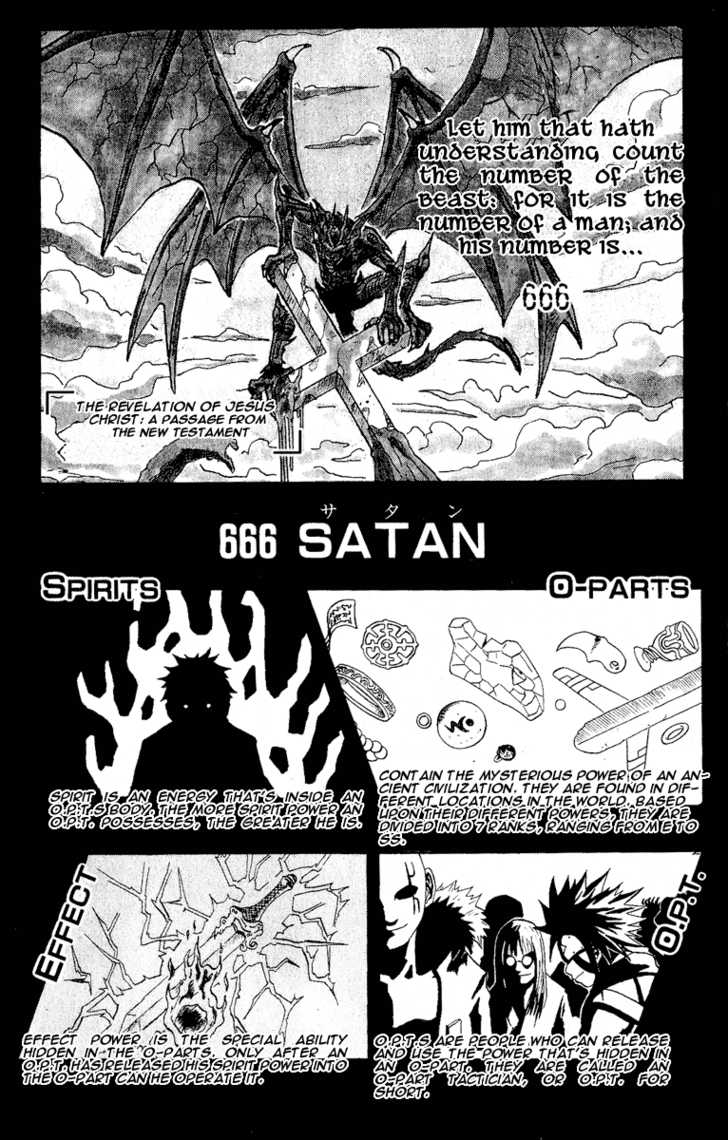 Let him that hath
understanding count
the number of the
beast; for it is the
number of a man; and
his number is...
666
THE REVELATION OF JESUS
CHRIST: A PASSAGE FROM
THE NEW TESTAMENT
サタン
666 SATAN
SPIRITS
SPIRIT IS AN ENERGY THAT'S INSIDE AN
O.P.T.S BODY. THE MORE SPIRIT POWER AN
O.P.T. POSSESSES, THE GREATER HE IS.
O-PARTS
CONTAIN THE MYSTERIOUS POWER OF AN AN-
CIENT CIVILIZATION. THEY ARE FOUND IN DIF-
FERENT LOCATIONS IN THE WORLD. BASED
UPON THEIR DIFFERENT POWERS, THEY ARE
DIVIDED INTO 7 RANKS, RANGING FROM E TO
SS.
EFFECT
EFFECT POWER IS THE SPECIAL ABILITY
HIDDEN IN THE O-PARTS. ONLY AFTER AN
O.P.T. HAS RELEASED HIS SPIRIT POWER INTO
THE O-PART CAN HE OPERATE IT.
O.P.T.
O.P.T.S ARE PEOPLE WHO CAN RELEASE
AND USE THE POWER THAT'S HIDDEN IN
AN O-PART. THEY ARE CALLED AN
O-PART TACTICIAN, OR O.P.T. FOR
SHORT.